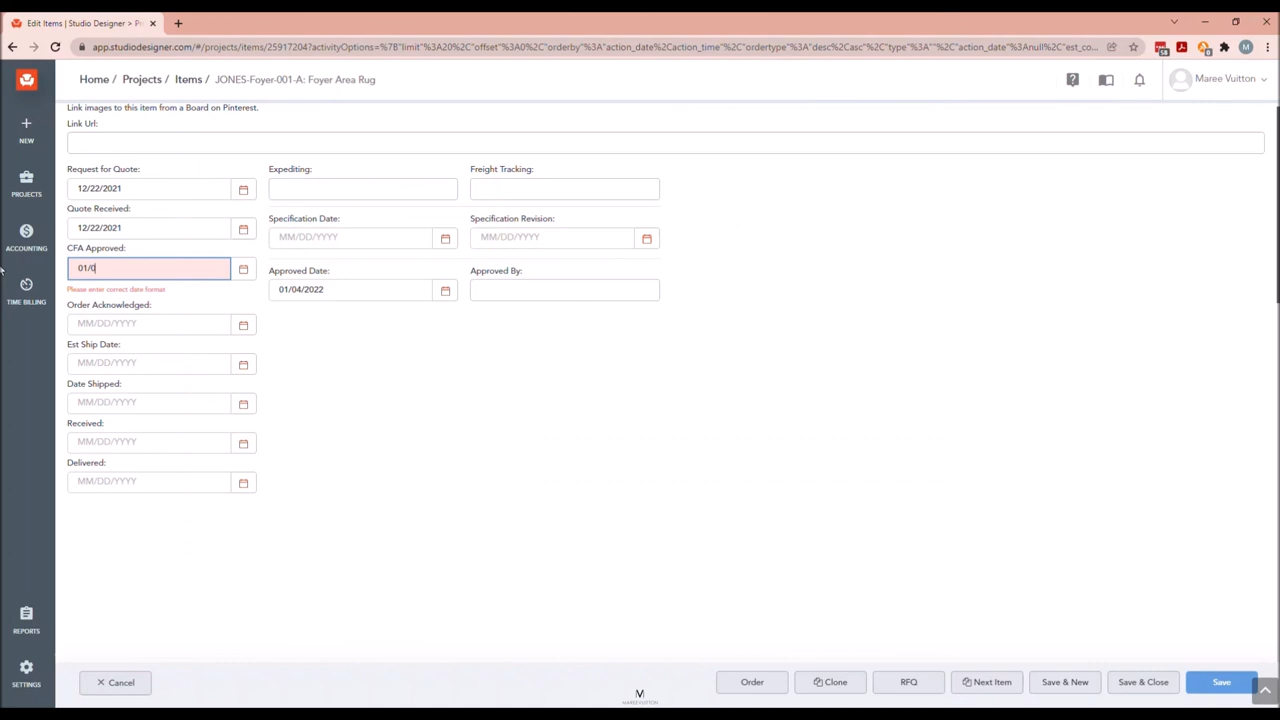 Edit Items | Studio Designer > Pr
app.studiodesigner.com/#/projects/items/25917204?activityOptions=%7B"limit"%3A20%2C"offset"%3A0%2C"orderby"%3A"action_date%2Caction_time"%2C"ordertype"%3A"desc%2Casc"%2C"type"%3A""%2C"action_date"%3Anull%2C"est_co...
58
0
M
Home / Projects / Items / JONES-Foyer-001-A: Foyer Area Rug
Maree Vuitton
NEW
PROJECTS
ACCOUNTING
TIME BILLING
REPORTS
SETTINGS
Link images to this item from a Board on Pinterest.
Link Url:
Request for Quote: Expediting: Freight Tracking:
12/22/2021
Quote Received: Specification Date: Specification Revision:
12/22/2021 MM/DD/YYYY MM/DD/YYYY
CFA Approved: Approved Date: Approved By:
01/0 01/04/2022
Please enter correct date format
Order Acknowledged:
MM/DD/YYYY
Est Ship Date:
MM/DD/YYYY
Date Shipped:
MM/DD/YYYY
Received:
MM/DD/YYYY
Delivered:
MM/DD/YYYY
Cancel Order Clone RFQ Next Item Save & New Save & Close Save
M
MAREEVUITTON